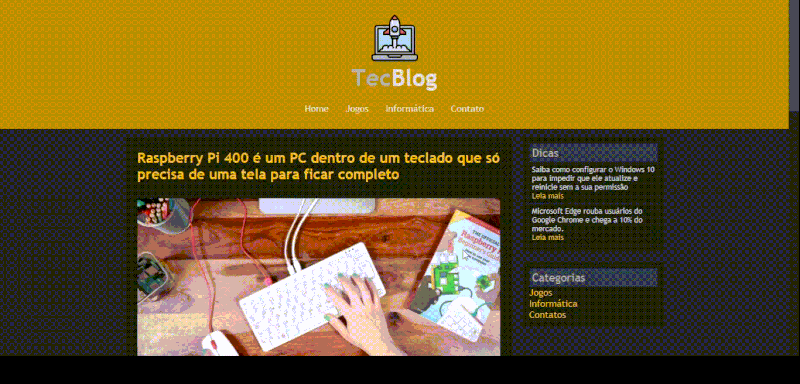 TecBlog
Home Jogos Informática Contato
Raspberry Pi 400 é um PC dentro de um teclado que só
precisa de uma tela para ficar completo
Dicas
Saiba como configurar o Windows 10
para impedir que ele atualize e
reinicie sem a sua permissão
Leia mais
Microsoft Edge rouba usuários do
Google Chrome e chega a 10% do
mercado.
Leia mais
Categorias
Jogos
Informática
Contatos